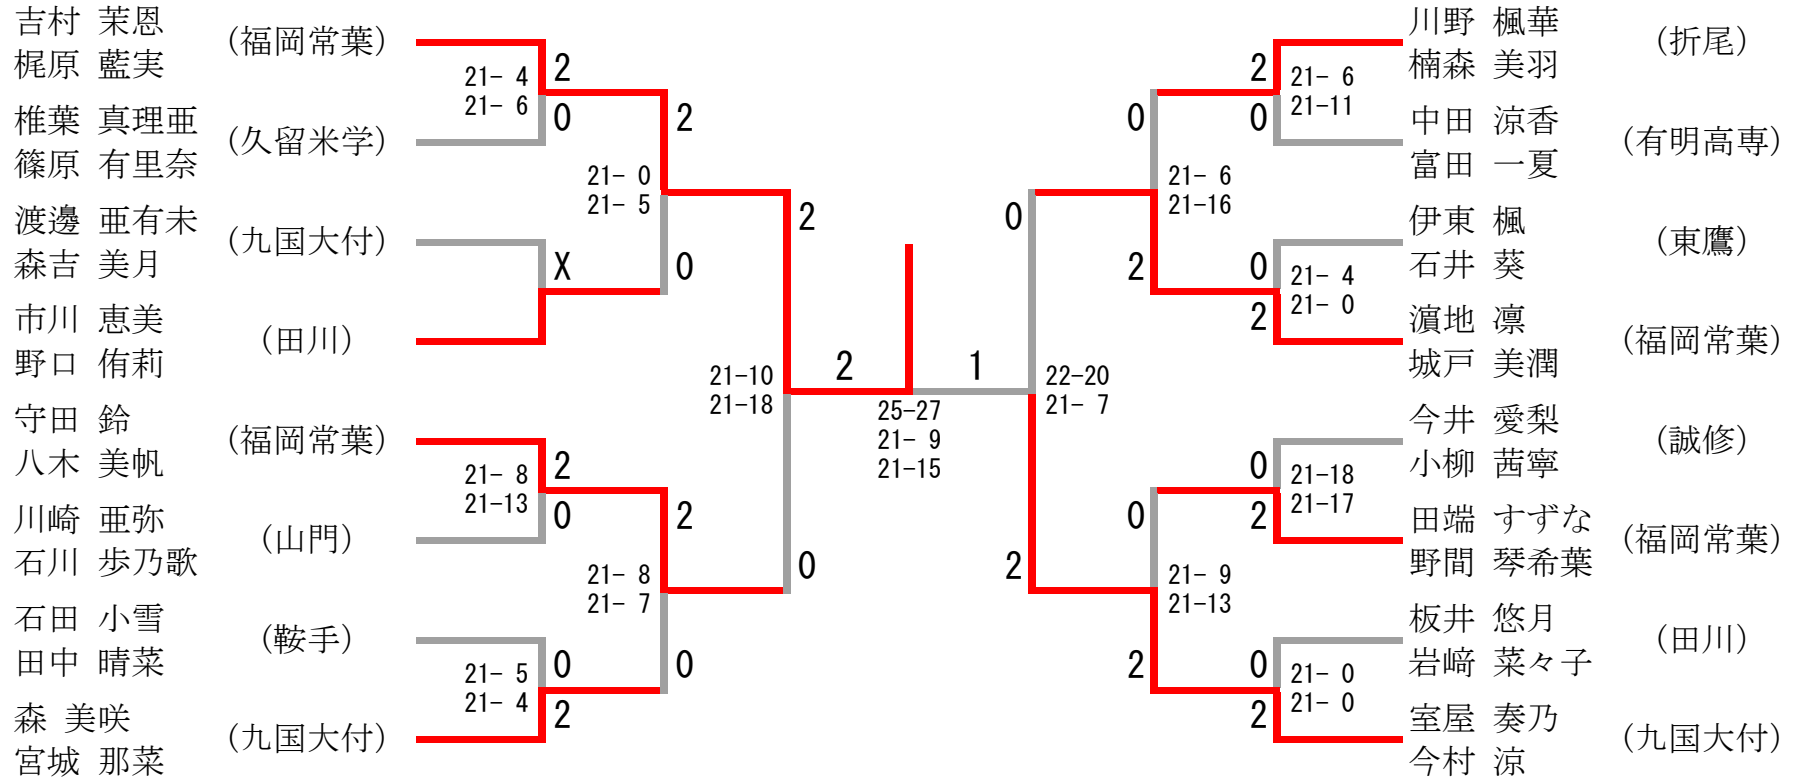 吉村 茉恩
梶原 藍実
(福岡常葉)
椎葉 真理亜
篠原 有里奈
(久留米学)
渡邊 亜有未
森吉 美月
(九国大付)
市川 恵美
野口 侑莉
(田川)
守田 鈴
八木 美帆
(福岡常葉)
川崎 亜弥
石川 歩乃歌
(山門)
石田 小雪
田中 晴菜
(鞍手)
森 美咲
宮城 那菜
(九国大付)
21- 4
21- 6
2
0
X
21- 8
21-13
2
0
21- 5
21- 4
0
2
21- 0
21- 5
2
0
21- 8
21- 7
2
0
21-10
21-18
2
0
2
1
25-27
21- 9
21-15
0
2
22-20
21- 7
0
2
21- 6
21-16
0
2
21- 9
21-13
2
0
21- 6
21-11
0
2
21- 4
21- 0
0
2
21-18
21-17
0
2
21- 0
21- 0
川野 楓華
楠森 美羽
(折尾)
中田 涼香
富田 一夏
(有明高専)
伊東 楓
石井 葵
(東鷹)
濵地 凛
城戸 美潤
(福岡常葉)
今井 愛梨
小柳 茜寧
(誠修)
田端 すずな
野間 琴希葉
(福岡常葉)
板井 悠月
岩﨑 菜々子
(田川)
室屋 奏乃
今村 涼
(九国大付)